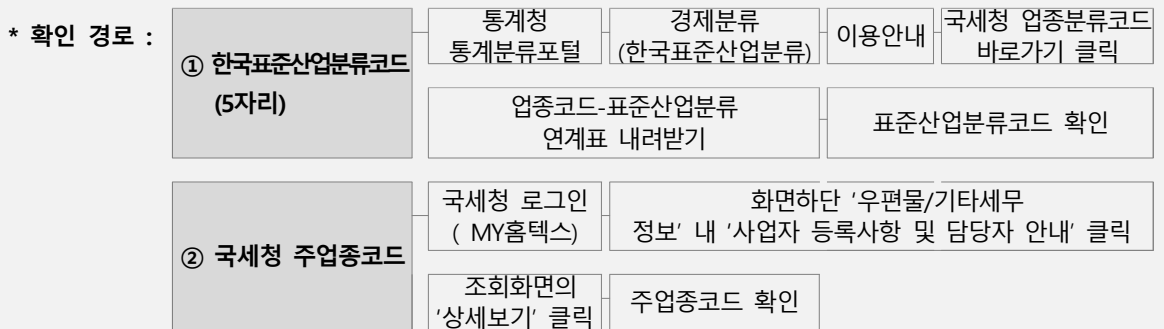 * 확인 경로 :
① 한국표준산업분류코드
(5자리)
통계청
통계분류포털
경제분류
(한국표준산업분류)
이용안내
국세청 업종분류코드
바로가기 클릭
업종코드-표준산업분류
연계표 내려받기
표준산업분류코드 확인
② 국세청 주업종코드
국세청 로그인
( MY홈텍스)
화면하단 '우편물/기타세무
정보' 내 '사업자 등록사항 및 담당자 안내' 클릭
조회화면의
'상세보기' 클릭
주업종코드 확인